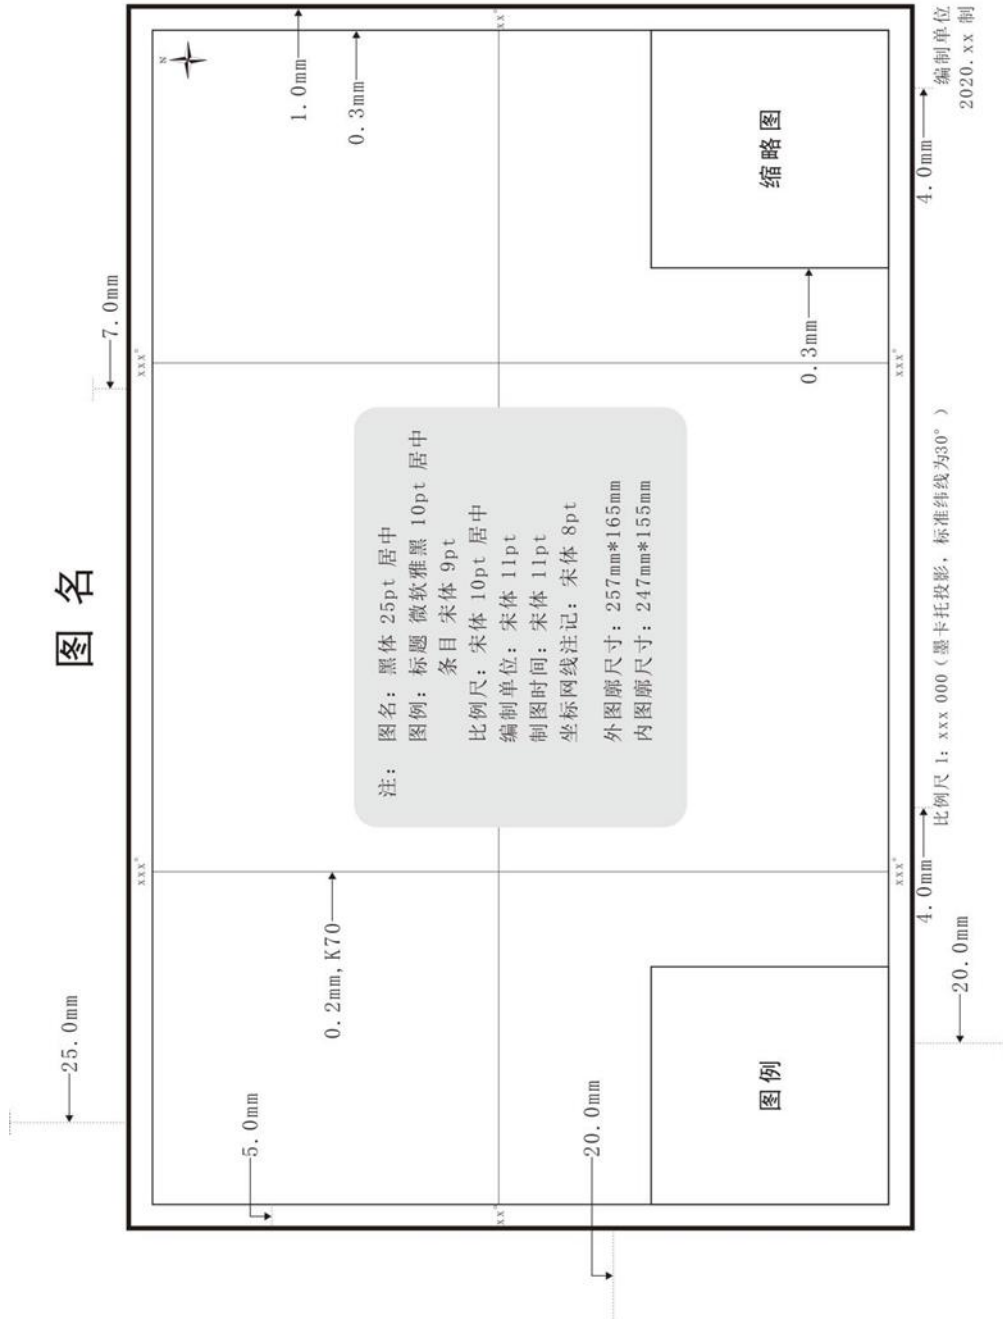 图 名
25.0mm
7.0mm
xxx°
xxx°
N
1.0mm
0.3mm
5.0mm
0.2mm,K70
xx°
xx°
注： 图名：黑体 25pt 居中
图例：标题 微软雅黑 10pt 居中
条目 宋体 9pt
比例尺：宋体 10pt 居中
编制单位：宋体 11pt
制图时间：宋体 11pt
坐标网线注记：宋体 8pt
外图廓尺寸：257mm*165mm
内图廓尺寸：247mm*155mm
20.0mm
0.3mm
图例
缩略图
xxx°
xxx°
4.0mm
4.0mm
比例尺 1: xxx 000（墨卡托投影，标准纬线为30°）
编制单位
2020.xx 制
20.0mm